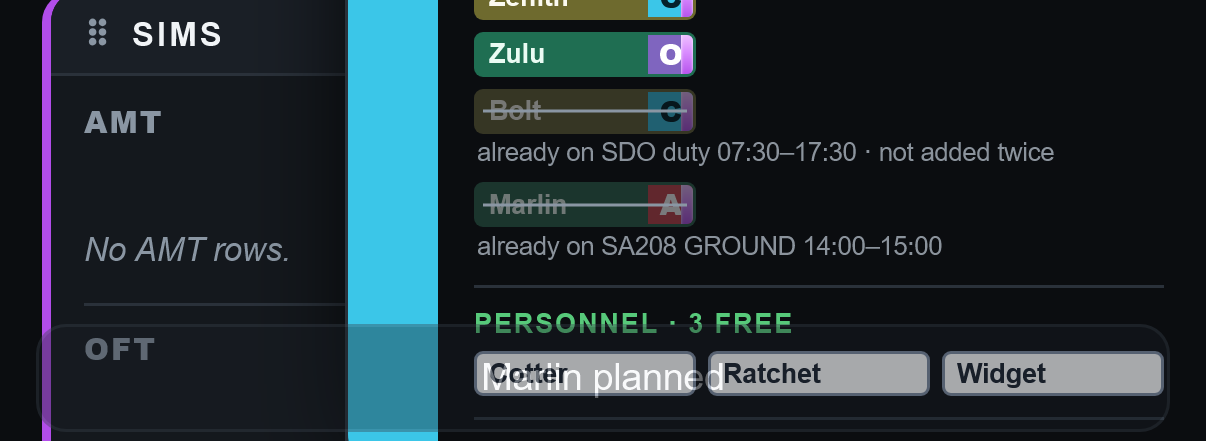 SIMS
AMT
No AMT rows.
OFT
Zenith C
Zulu O
Bolt C
already on SDO duty 07:30–17:30 · not added twice
Marlin A
already on SA208 GROUND 14:00–15:00
PERSONNEL · 3 FREE
Cotter Ratchet Widget
Marlin planned